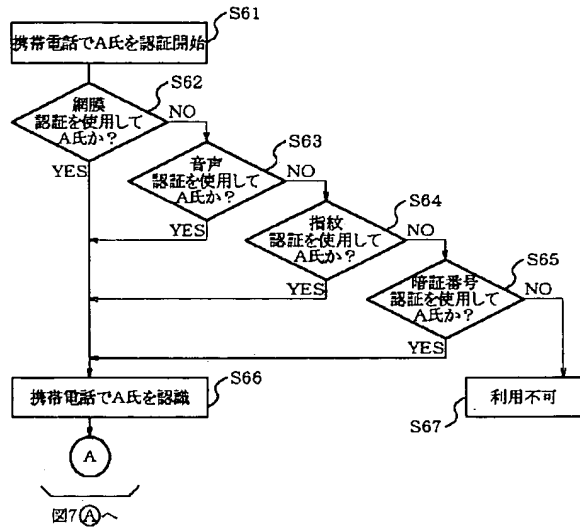 S61
携帯電話でA氏を認証開始
S62
網膜
認証を使用して
A氏か？
NO
YES
S63
音声
認証を使用して
A氏か？
NO
YES
S64
指紋
認証を使用して
A氏か？
NO
YES
S65
暗証番号
認証を使用して
A氏か？
NO
YES
S66
携帯電話でA氏を認識
利用不可
S67
A
図7Ⓐへ